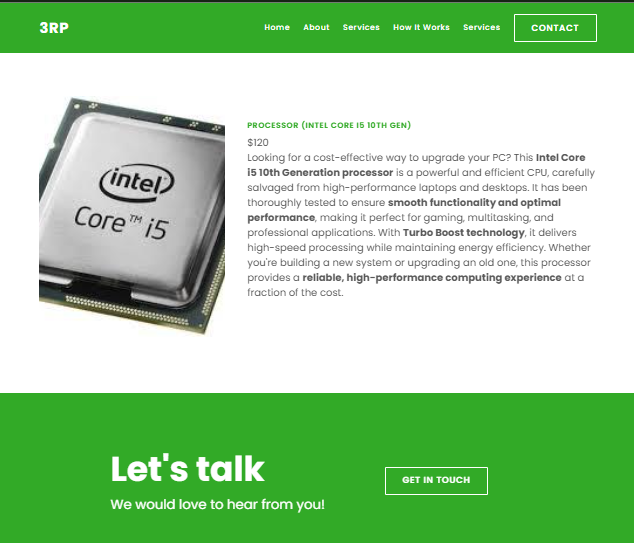 3RP
Home About Services How It Works Services CONTACT
intel
Core™ i5
PROCESSOR (INTEL CORE I5 10TH GEN)
$120
Looking for a cost-effective way to upgrade your PC? This Intel Core
i5 10th Generation processor is a powerful and efficient CPU, carefully
salvaged from high-performance laptops and desktops. It has been
thoroughly tested to ensure smooth functionality and optimal
performance, making it perfect for gaming, multitasking, and
professional applications. With Turbo Boost technology, it delivers
high-speed processing while maintaining energy efficiency. Whether
you're building a new system or upgrading an old one, this processor
provides a reliable, high-performance computing experience at a
fraction of the cost.
Let's talk
We would love to hear from you!
GET IN TOUCH